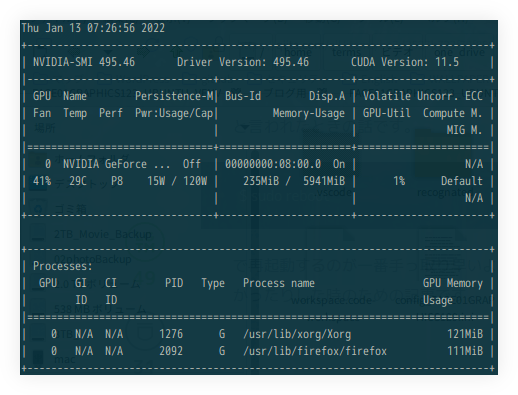 Thu Jan 13 07:26:56 2022
+-----------------------------------------------------------------------------+
| NVIDIA-SMI 495.46       Driver Version: 495.46       CUDA Version: 11.5     |
|-------------------------------+----------------------+----------------------+
| GPU  Name        Persistence-M| Bus-Id        Disp.A | Volatile Uncorr. ECC |
| Fan  Temp  Perf  Pwr:Usage/Cap|         Memory-Usage | GPU-Util  Compute M. |
|                               |                      |               MIG M. |
|===============================+======================+======================|
|   0  NVIDIA GeForce ...  Off  | 00000000:08:00.0  On |                  N/A |
| 41%   29C    P8    15W / 120W |    235MiB /  5941MiB |      1%      Default |
|                               |                      |                  N/A |
+-------------------------------+----------------------+----------------------+
+-----------------------------------------------------------------------------+
| Processes:                                                                  |
|  GPU   GI   CI        PID   Type   Process name                  GPU Memory |
|        ID   ID                                                   Usage      |
|=============================================================================|
|    0   N/A  N/A      1276      G   /usr/lib/xorg/Xorg                121MiB |
|    0   N/A  N/A      2092      G   /usr/lib/firefox/firefox          111MiB |
+-----------------------------------------------------------------------------+